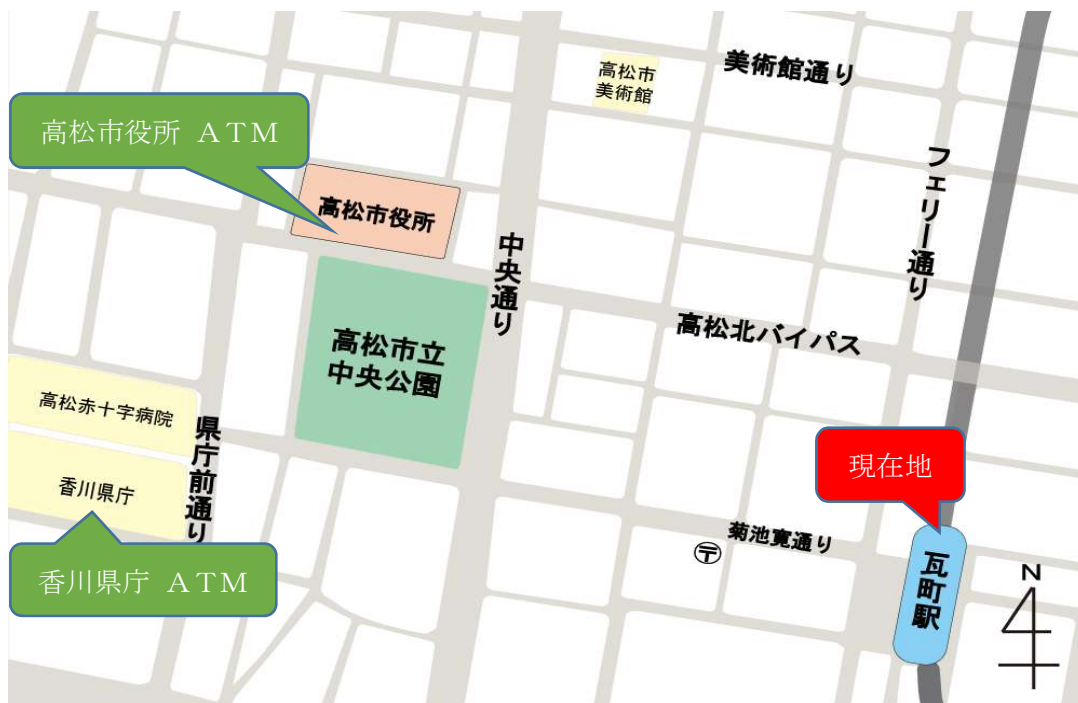 高松市
美術館
美術館通り
高松市役所 ATM
フェリー通り
高松市役所
中央通り
高松北バイパス
高松市立
中央公園
高松赤十字病院
県庁前通り
現在地
香川県庁
菊池寛通り
〒
瓦町駅
香川県庁 ATM
N